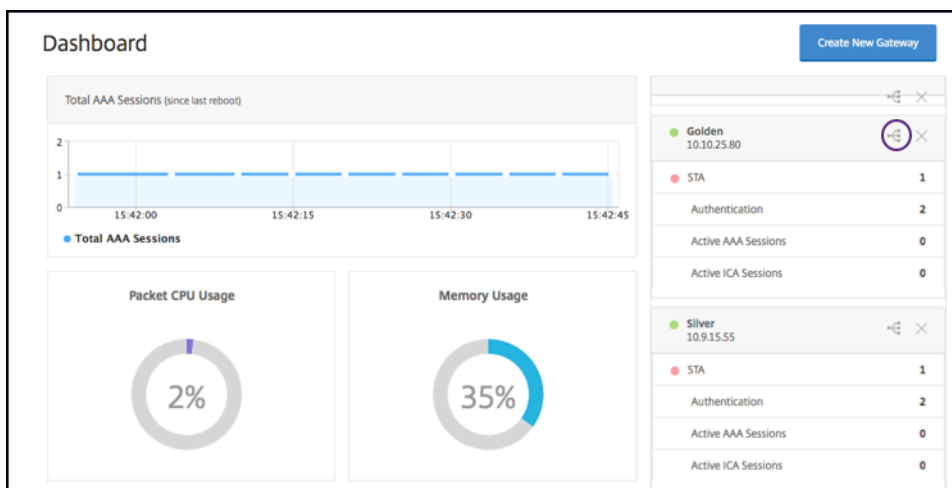 Dashboard
Create New Gateway
Total AAA Sessions (since last reboot)
2
1
0
15:42:00 15:42:15 15:42:30 15:42:45
Total AAA Sessions
Packet CPU Usage
2%
Memory Usage
35%
Golden
10.10.25.80
STA 1
Authentication 2
Active AAA Sessions 0
Active ICA Sessions 0
Silver
10.9.15.55
STA 1
Authentication 2
Active AAA Sessions 0
Active ICA Sessions 0